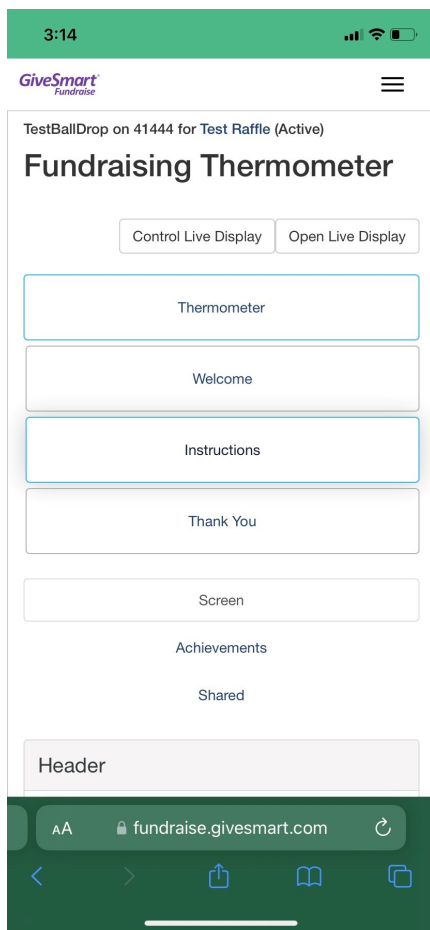 3:14
GiveSmart
Fundraise
TestBallDrop on 41444 for Test Raffle (Active)
Fundraising Thermometer
Control Live Display
Open Live Display
Thermometer
Welcome
Instructions
Thank You
Screen
Achievements
Shared
Header
AA fundraise.givesmart.com